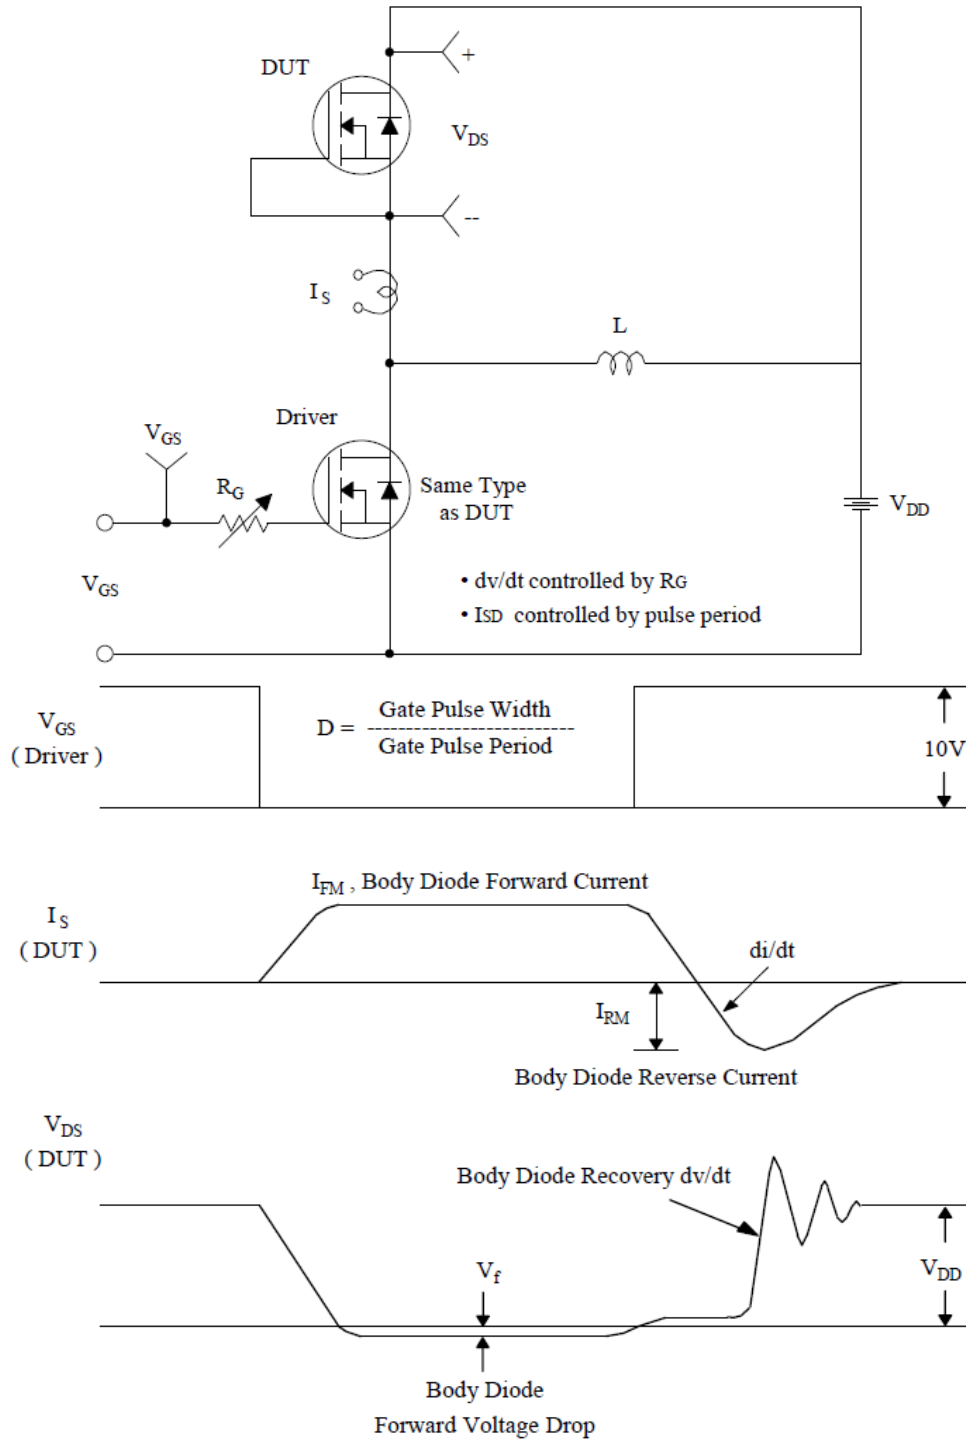 DUT
+
VDS
--
IS
L
Driver
VGS
RG
Same Type
as DUT
VDD
VGS
• dv/dt controlled by RG
• ISD controlled by pulse period
VGS
( Driver )
D = Gate Pulse Width
--------------------------
Gate Pulse Period
10V
IFM , Body Diode Forward Current
IS
( DUT )
di/dt
IRM
Body Diode Reverse Current
VDS
( DUT )
Body Diode Recovery dv/dt
Vf
VDD
Body Diode
Forward Voltage Drop